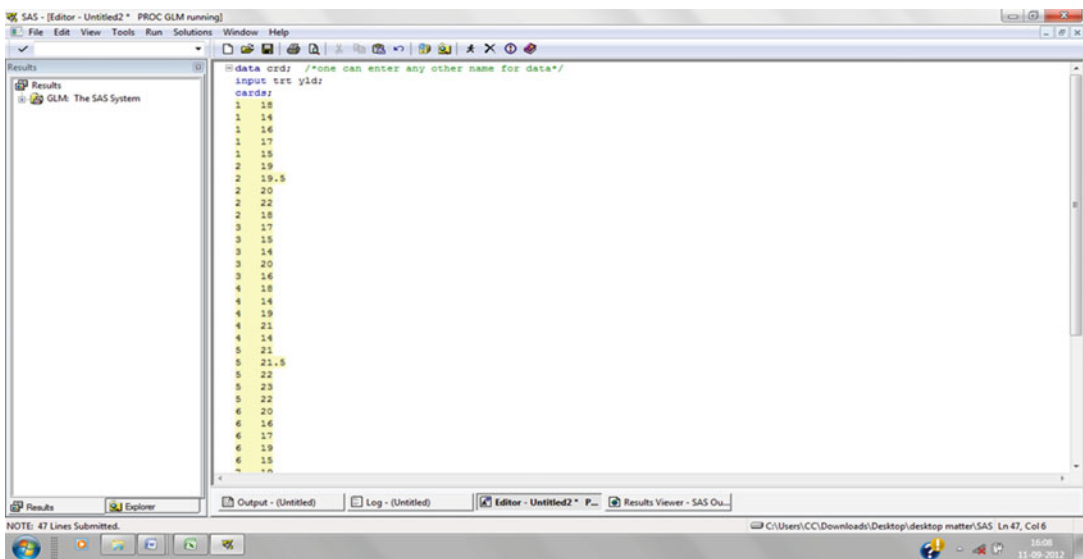 SAS - [Editor - Untitled2 * PROC GLM running]
File Edit View Tools Run Solutions Window Help
Results
Results
GLM: The SAS System
data crd; /*one can enter any other name for data*/
input trt yld;
cards;
1 18
1 14
1 16
1 17
1 15
2 19
2 19.5
2 20
2 22
2 18
3 17
3 15
3 14
3 20
3 16
4 18
4 14
4 19
4 21
4 14
5 21
5 21.5
5 22
5 23
5 22
6 20
6 16
6 17
6 19
6 15
Results
Explorer
Output - (Untitled)
Log - (Untitled)
Editor - Untitled2 * P...
Results Viewer - SAS Ou...
NOTE: 47 Lines Submitted.
C:\Users\CC\Downloads\Desktop\desktop matter\SAS Ln 47, Col 6
16:08
11-09-2012